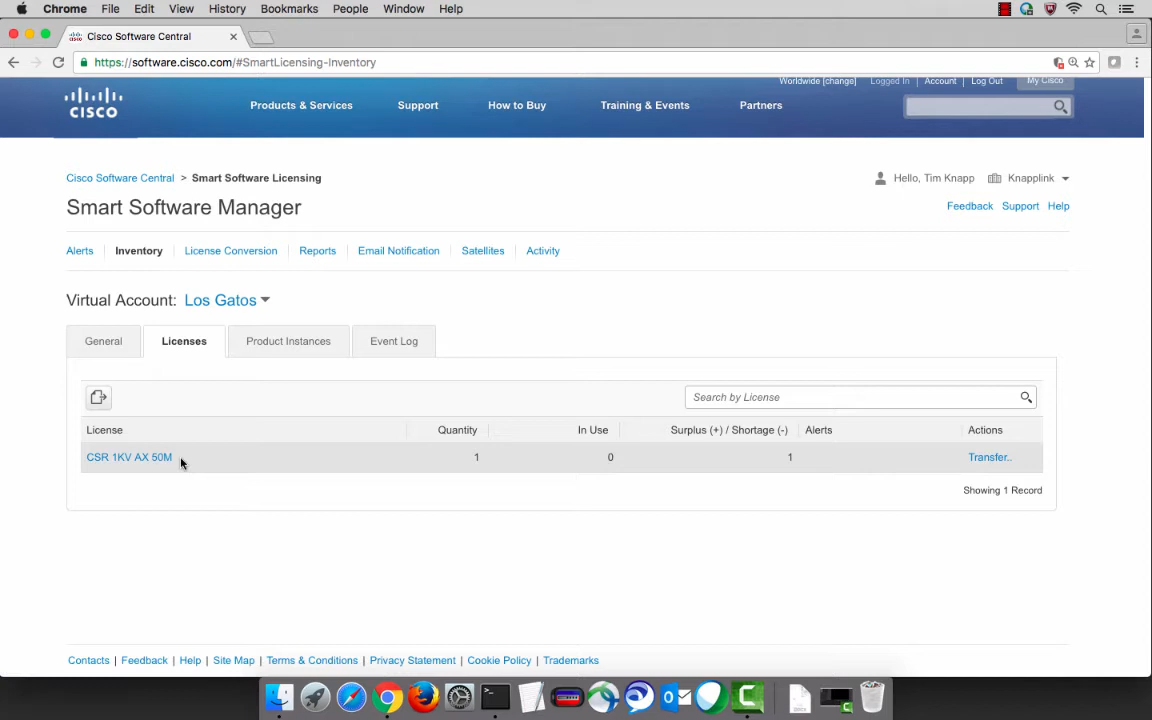 Chrome File Edit View History Bookmarks People Window Help
Cisco Software Central
https://software.cisco.com/#SmartLicensing-Inventory
Worldwide [change] Logged In Account Log Out My Cisco
CISCO
Products & Services Support How to Buy Training & Events Partners
Cisco Software Central > Smart Software Licensing
Hello, Tim Knapp Knapplink
Smart Software Manager
Feedback Support Help
Alerts Inventory License Conversion Reports Email Notification Satellites Activity
Virtual Account: Los Gatos
General Licenses Product Instances Event Log
Search by License
License Quantity In Use Surplus (+) / Shortage (-) Alerts Actions
CSR 1KV AX 50M 1 0 1 Transfer..
Showing 1 Record
Contacts | Feedback | Help | Site Map | Terms & Conditions | Privacy Statement | Cookie Policy | Trademarks